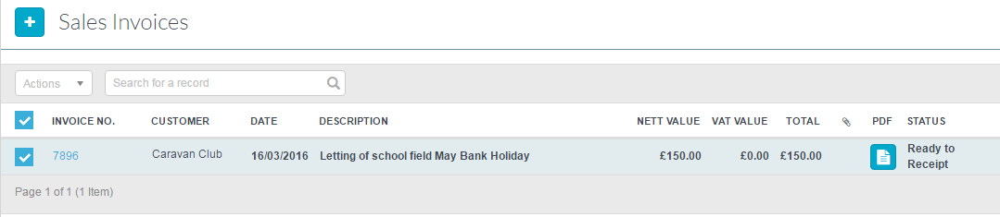 Sales Invoices
Actions Search for a record
INVOICE NO. CUSTOMER DATE DESCRIPTION NETT VALUE VAT VALUE TOTAL PDF STATUS
7896 Caravan Club 16/03/2016 Letting of school field May Bank Holiday £150.00 £0.00 £150.00 Ready to
Receipt
Page 1 of 1 (1 Item)